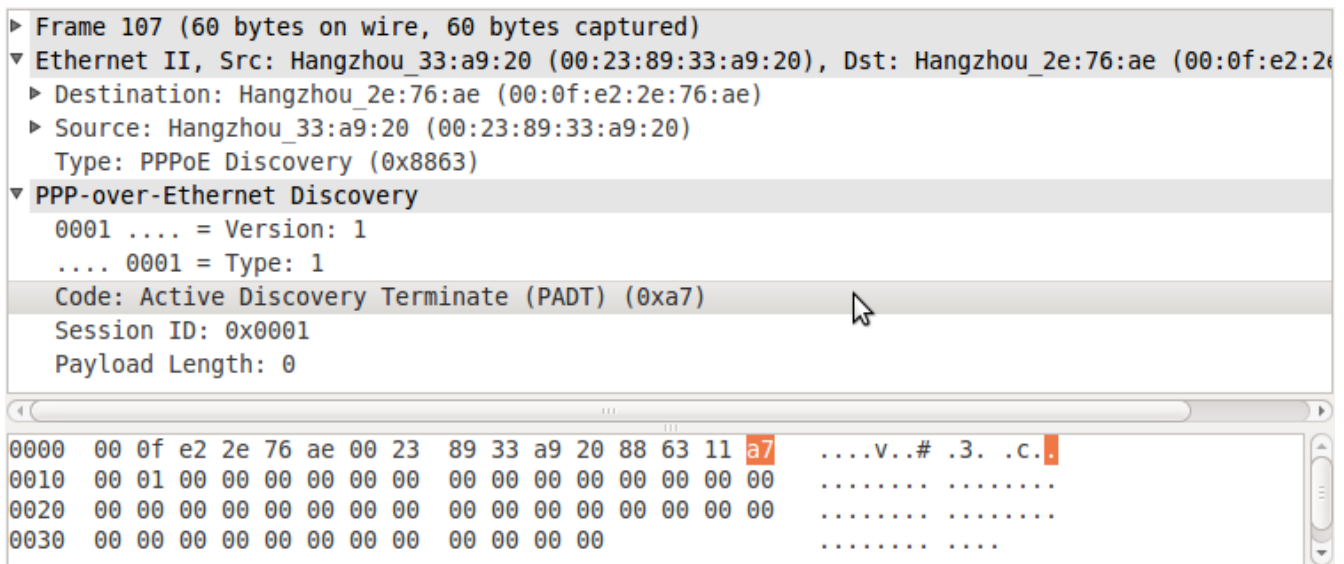 Frame 107 (60 bytes on wire, 60 bytes captured)
Ethernet II, Src: Hangzhou_33:a9:20 (00:23:89:33:a9:20), Dst: Hangzhou_2e:76:ae (00:0f:e2:2e
Destination: Hangzhou_2e:76:ae (00:0f:e2:2e:76:ae)
Source: Hangzhou_33:a9:20 (00:23:89:33:a9:20)
Type: PPPoE Discovery (0x8863)
PPP-over-Ethernet Discovery
0001 .... = Version: 1
.... 0001 = Type: 1
Code: Active Discovery Terminate (PADT) (0xa7)
Session ID: 0x0001
Payload Length: 0
0000  00 0f e2 2e 76 ae 00 23  89 33 a9 20 88 63 11 a7   ....v..# .3. .c..
0010  00 01 00 00 00 00 00 00  00 00 00 00 00 00 00 00   ........ ........
0020  00 00 00 00 00 00 00 00  00 00 00 00 00 00 00 00   ........ ........
0030  00 00 00 00 00 00 00 00  00 00 00 00   ........ ....